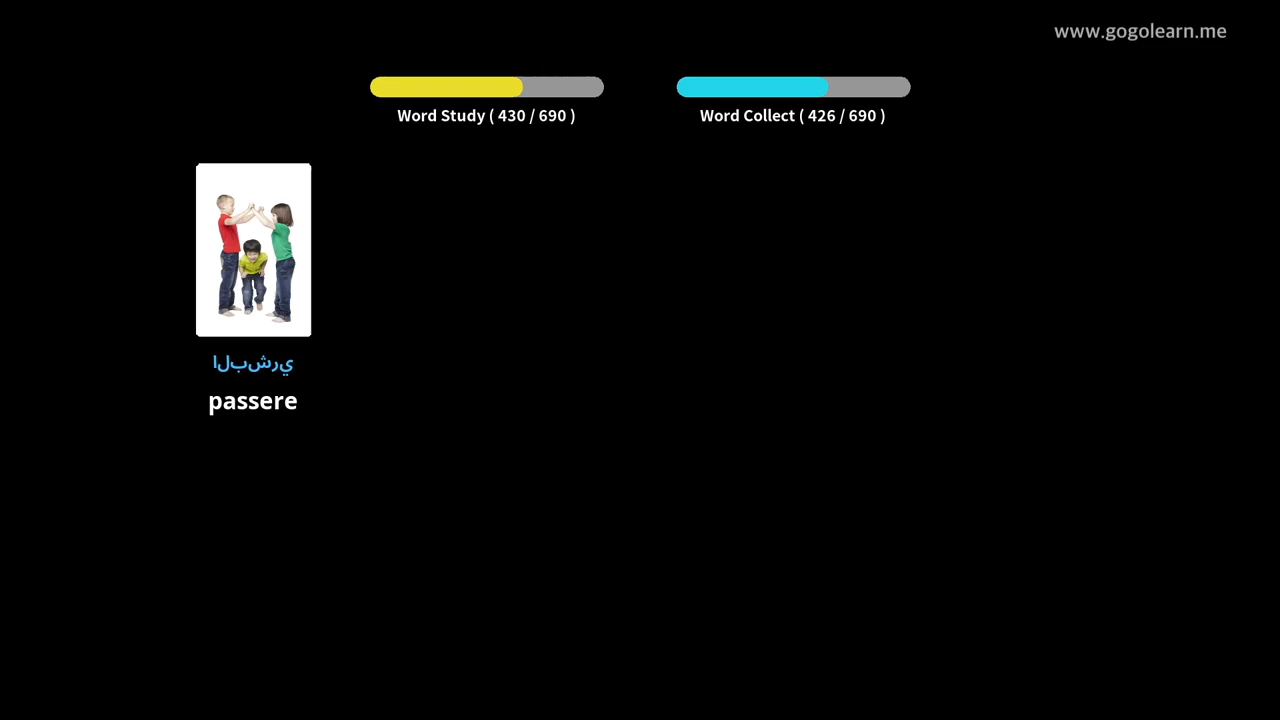 www.gogolearn.me
Word Study ( 430 / 690 )
Word Collect ( 426 / 690 )
البشري
passere